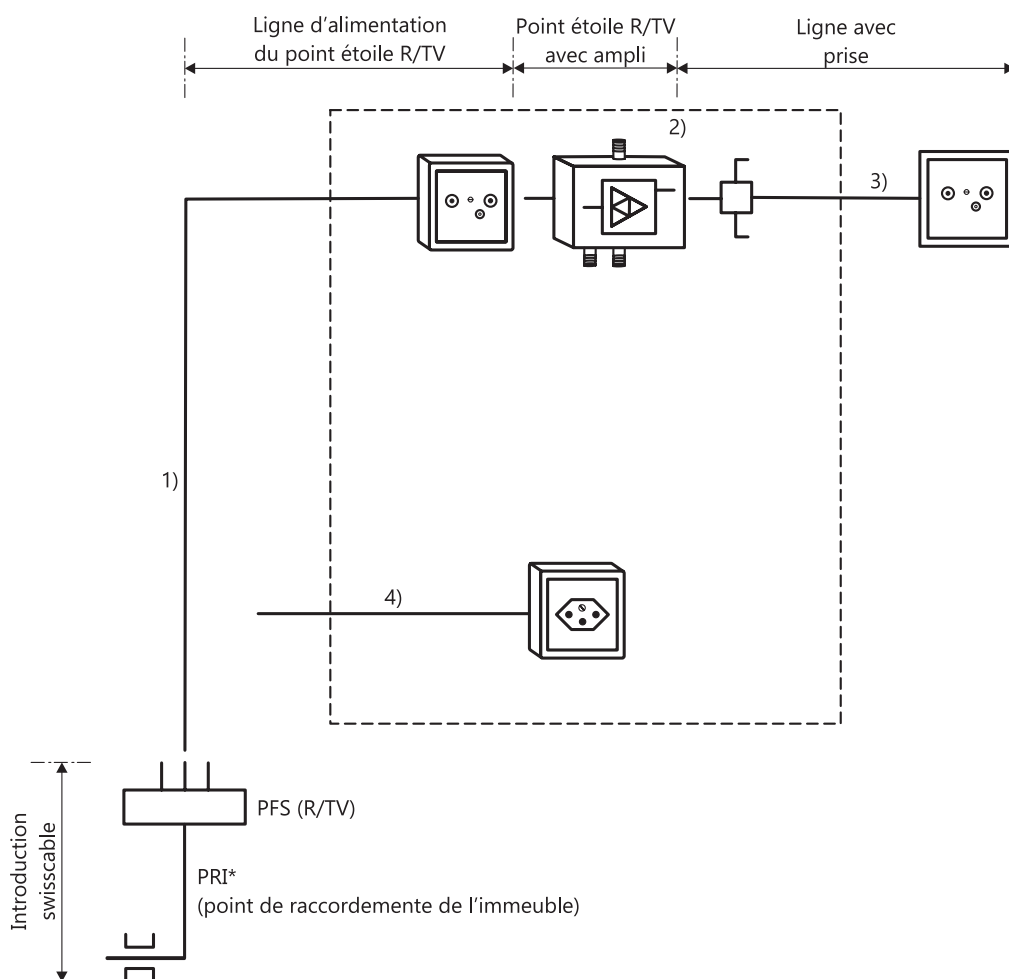 Ligne d'alimentation
du point étoile R/TV
Point étoile R/TV
avec ampli
Ligne avec
prise
2)
3)
1)
4)
PFS (R/TV)
Introduction
swisscable
PRI*
(point de raccordemente de l'immeuble)